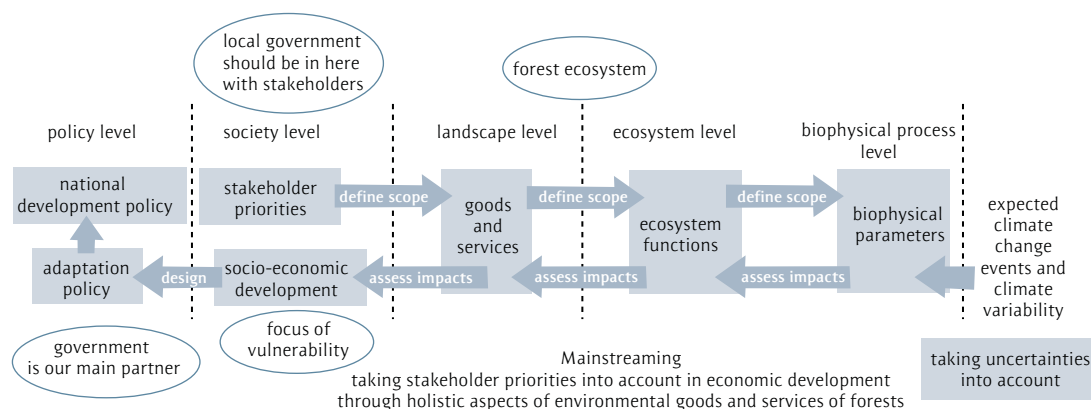 local government
should be in here
with stakeholders
forest ecosystem
policy level
society level
landscape level
ecosystem level
biophysical process
level
national
development policy
stakeholder
priorities
define scope
goods
and
services
define scope
ecosystem
functions
define scope
biophysical
parameters
expected
climate
change
events and
climate
variability
adaptation
policy
design
socio-economic
development
assess impacts
assess impacts
assess impacts
government
is our main partner
focus of
vulnerability
Mainstreaming
taking stakeholder priorities into account in economic development
through holistic aspects of environmental goods and services of forests
taking uncertainties
into account